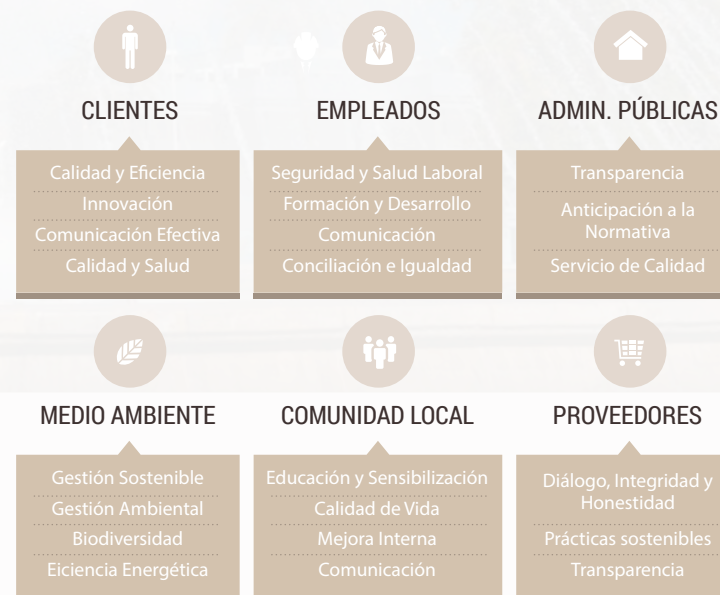 CLIENTES
Calidad y Eficiencia
Innovación
Comunicación Efectiva
Calidad y Salud
EMPLEADOS
Seguridad y Salud Laboral
Formación y Desarrollo
Comunicación
Conciliación e Igualdad
ADMIN. PÚBLICAS
Transparencia
Anticipación a la
Normativa
Servicio de Calidad
MEDIO AMBIENTE
Gestión Sostenible
Gestión Ambiental
Biodiversidad
Eiciencia Energética
COMUNIDAD LOCAL
Educación y Sensibilización
Calidad de Vida
Mejora Interna
Comunicación
PROVEEDORES
Diálogo, Integridad y
Honestidad
Prácticas sostenibles
Transparencia